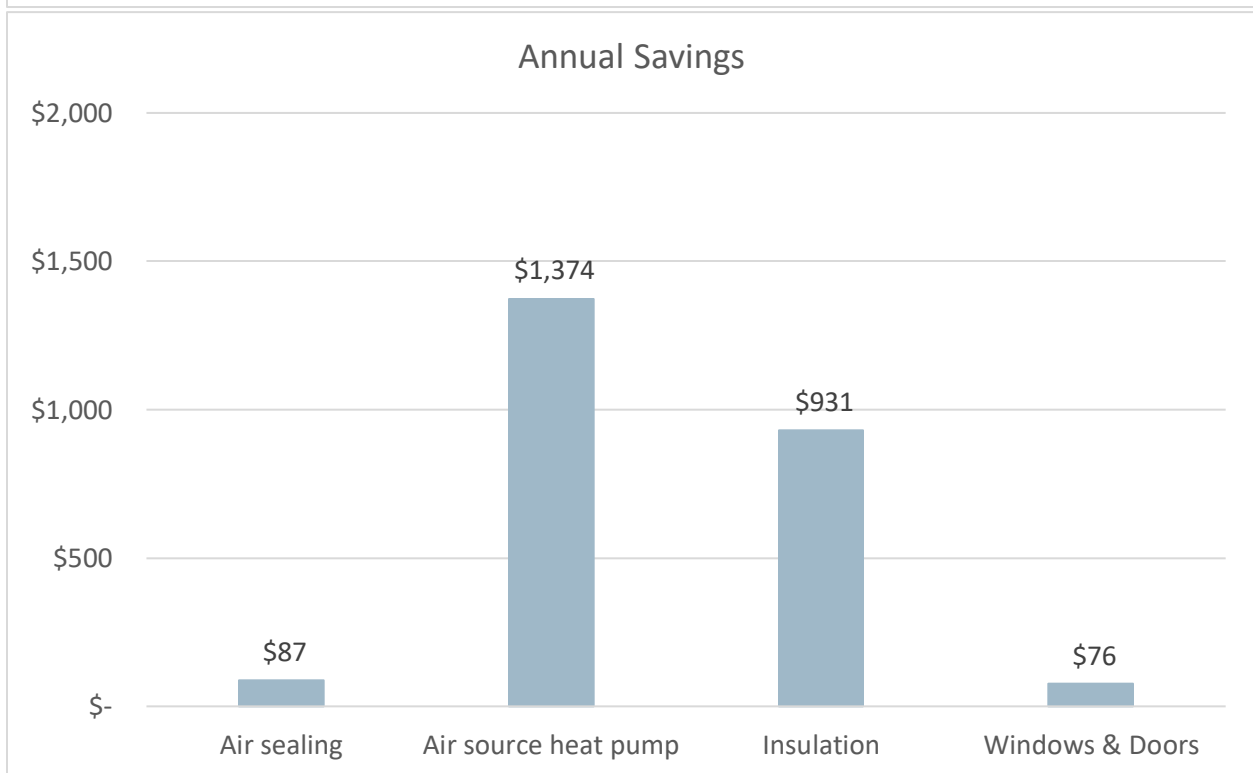 Annual Savings
$2,000
$1,500
$1,374
$1,000
$931
$500
$87
$76
$-
Air sealing
Air source heat pump
Insulation
Windows & Doors